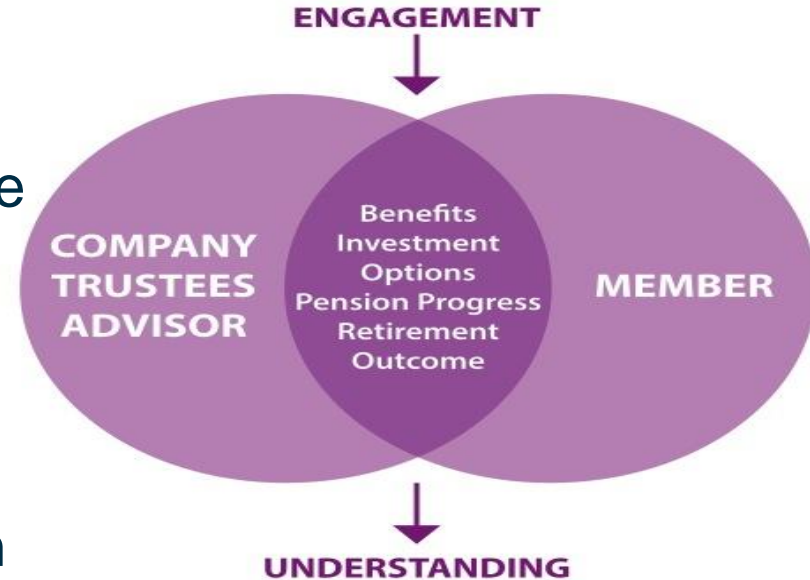 ENGAGEMENT
e
COMPANY
TRUSTEES
ADVISOR
Benefits
Investment
Options
Pension Progress
Retirement
Outcome
MEMBER
UNDERSTANDING